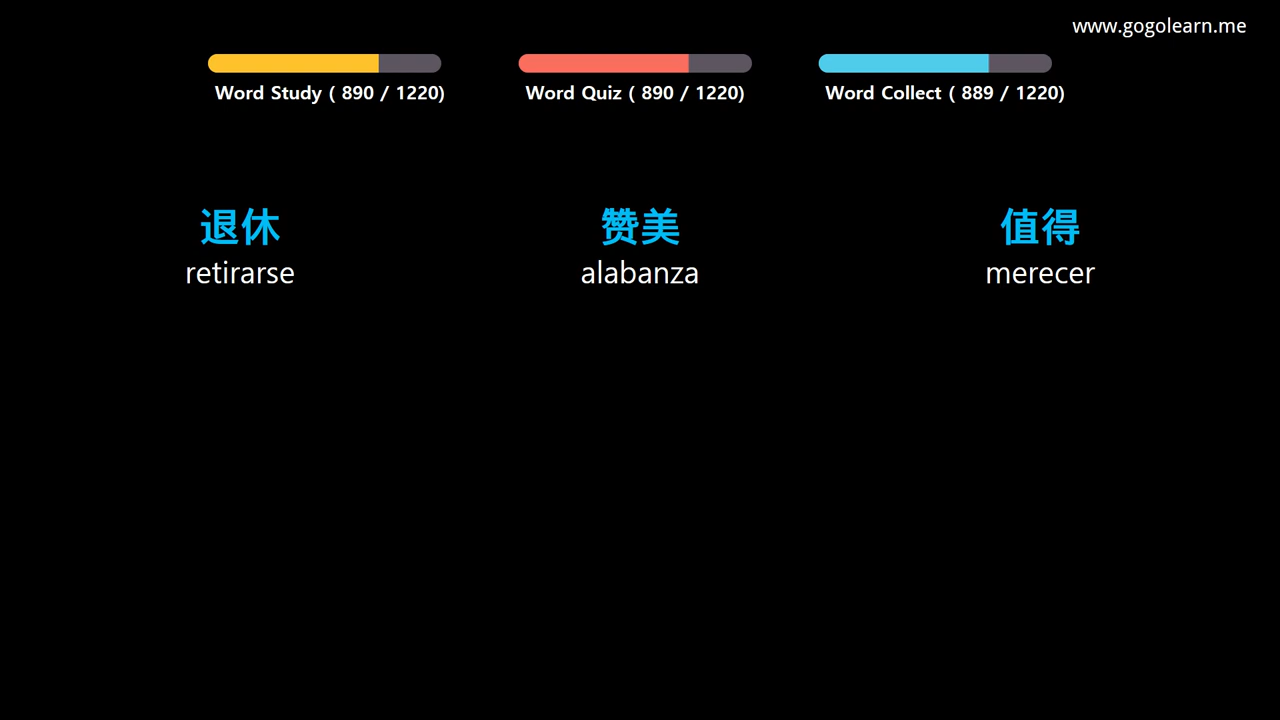 www.gogolearn.me
Word Study ( 890 / 1220)
Word Quiz ( 890 / 1220)
Word Collect ( 889 / 1220)
退休
retirarse
赞美
alabanza
值得
merecer